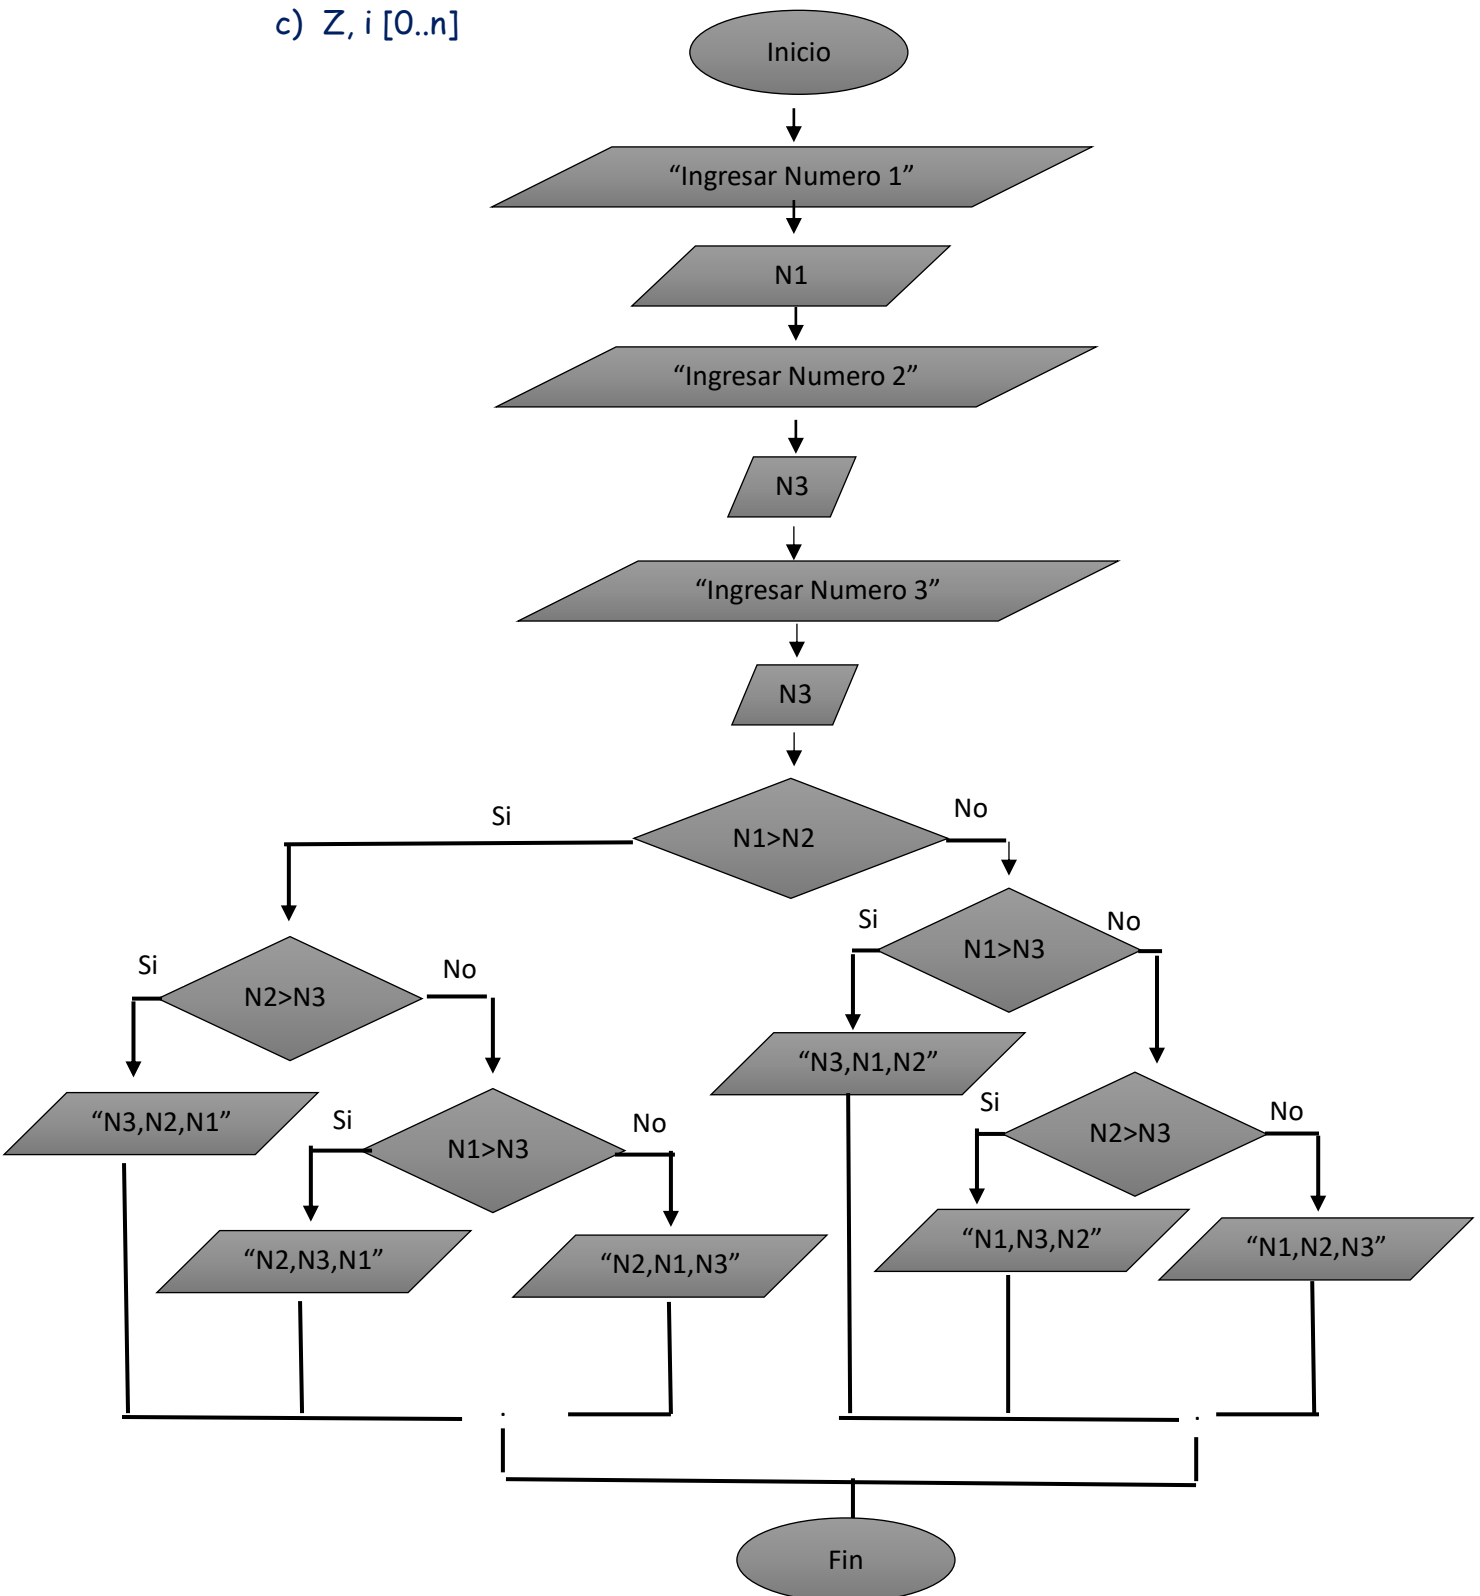 c) Z, i [0..n]
Inicio
“Ingresar Numero 1”
N1
“Ingresar Numero 2”
N3
“Ingresar Numero 3”
N3
N1>N2
Si
No
N2>N3
Si
No
“N3,N2,N1”
N1>N3
Si
No
“N2,N3,N1”
“N2,N1,N3”
N1>N3
Si
No
“N3,N1,N2”
N2>N3
Si
No
“N1,N3,N2”
“N1,N2,N3”
.
.
Fin